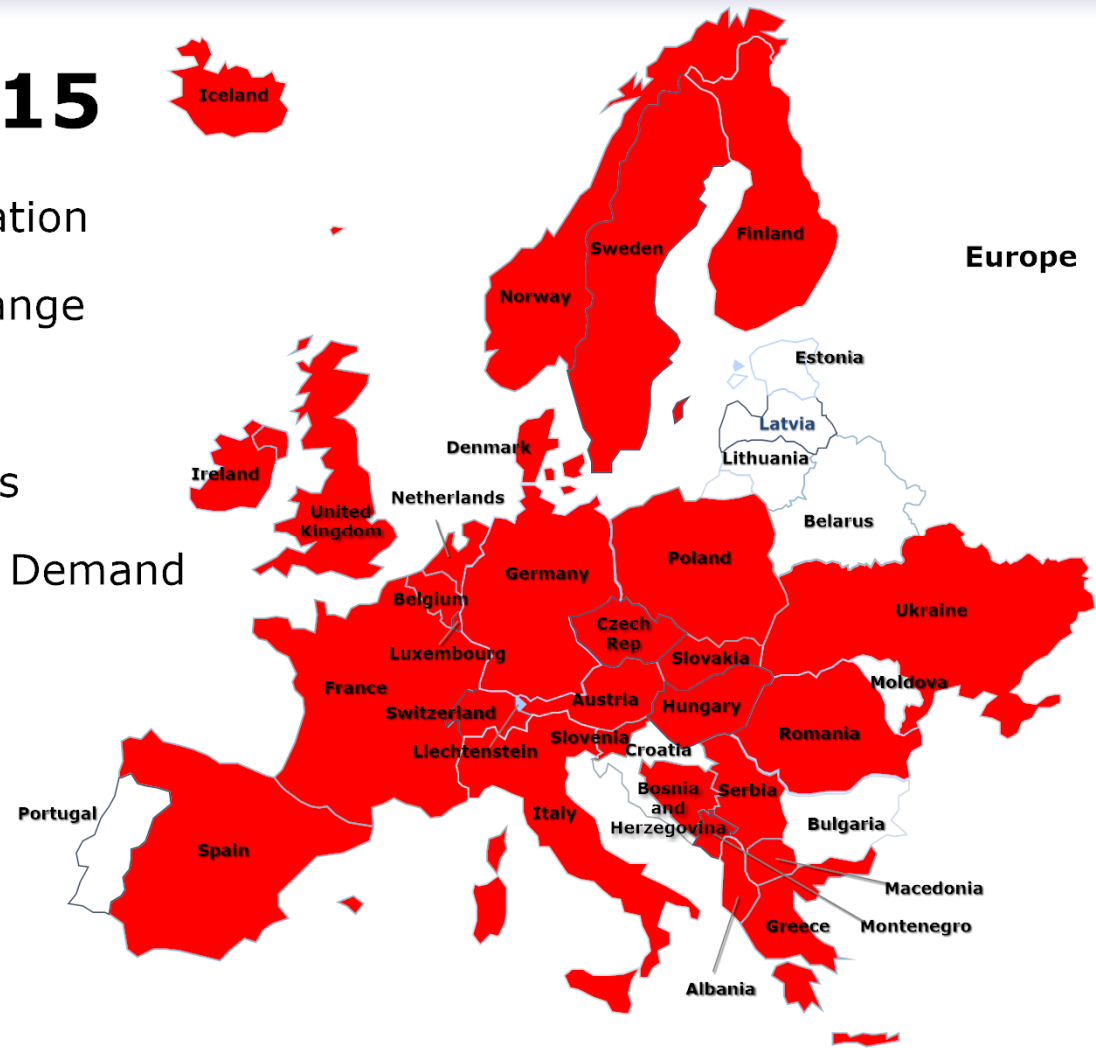 15
Iceland
ation
Finland
Sweden
Europe
Norway
ange
Estonia
Latvia
Denmark
Lithuania
Ireland
s
Netherlands
United
Kingdom
Belarus
Poland
Demand
Germany
Belgium
Ukraine
Czech
Rep
Luxembourg
Slovakia
France
Moldova
Austria
Hungary
Switzerland
Romania
Slovenia
Liechtenstein
Croatia
Bosnia
and
Herzegovina
Serbia
Portugal
Italy
Bulgaria
Spain
Macedonia
Greece
Montenegro
Albania